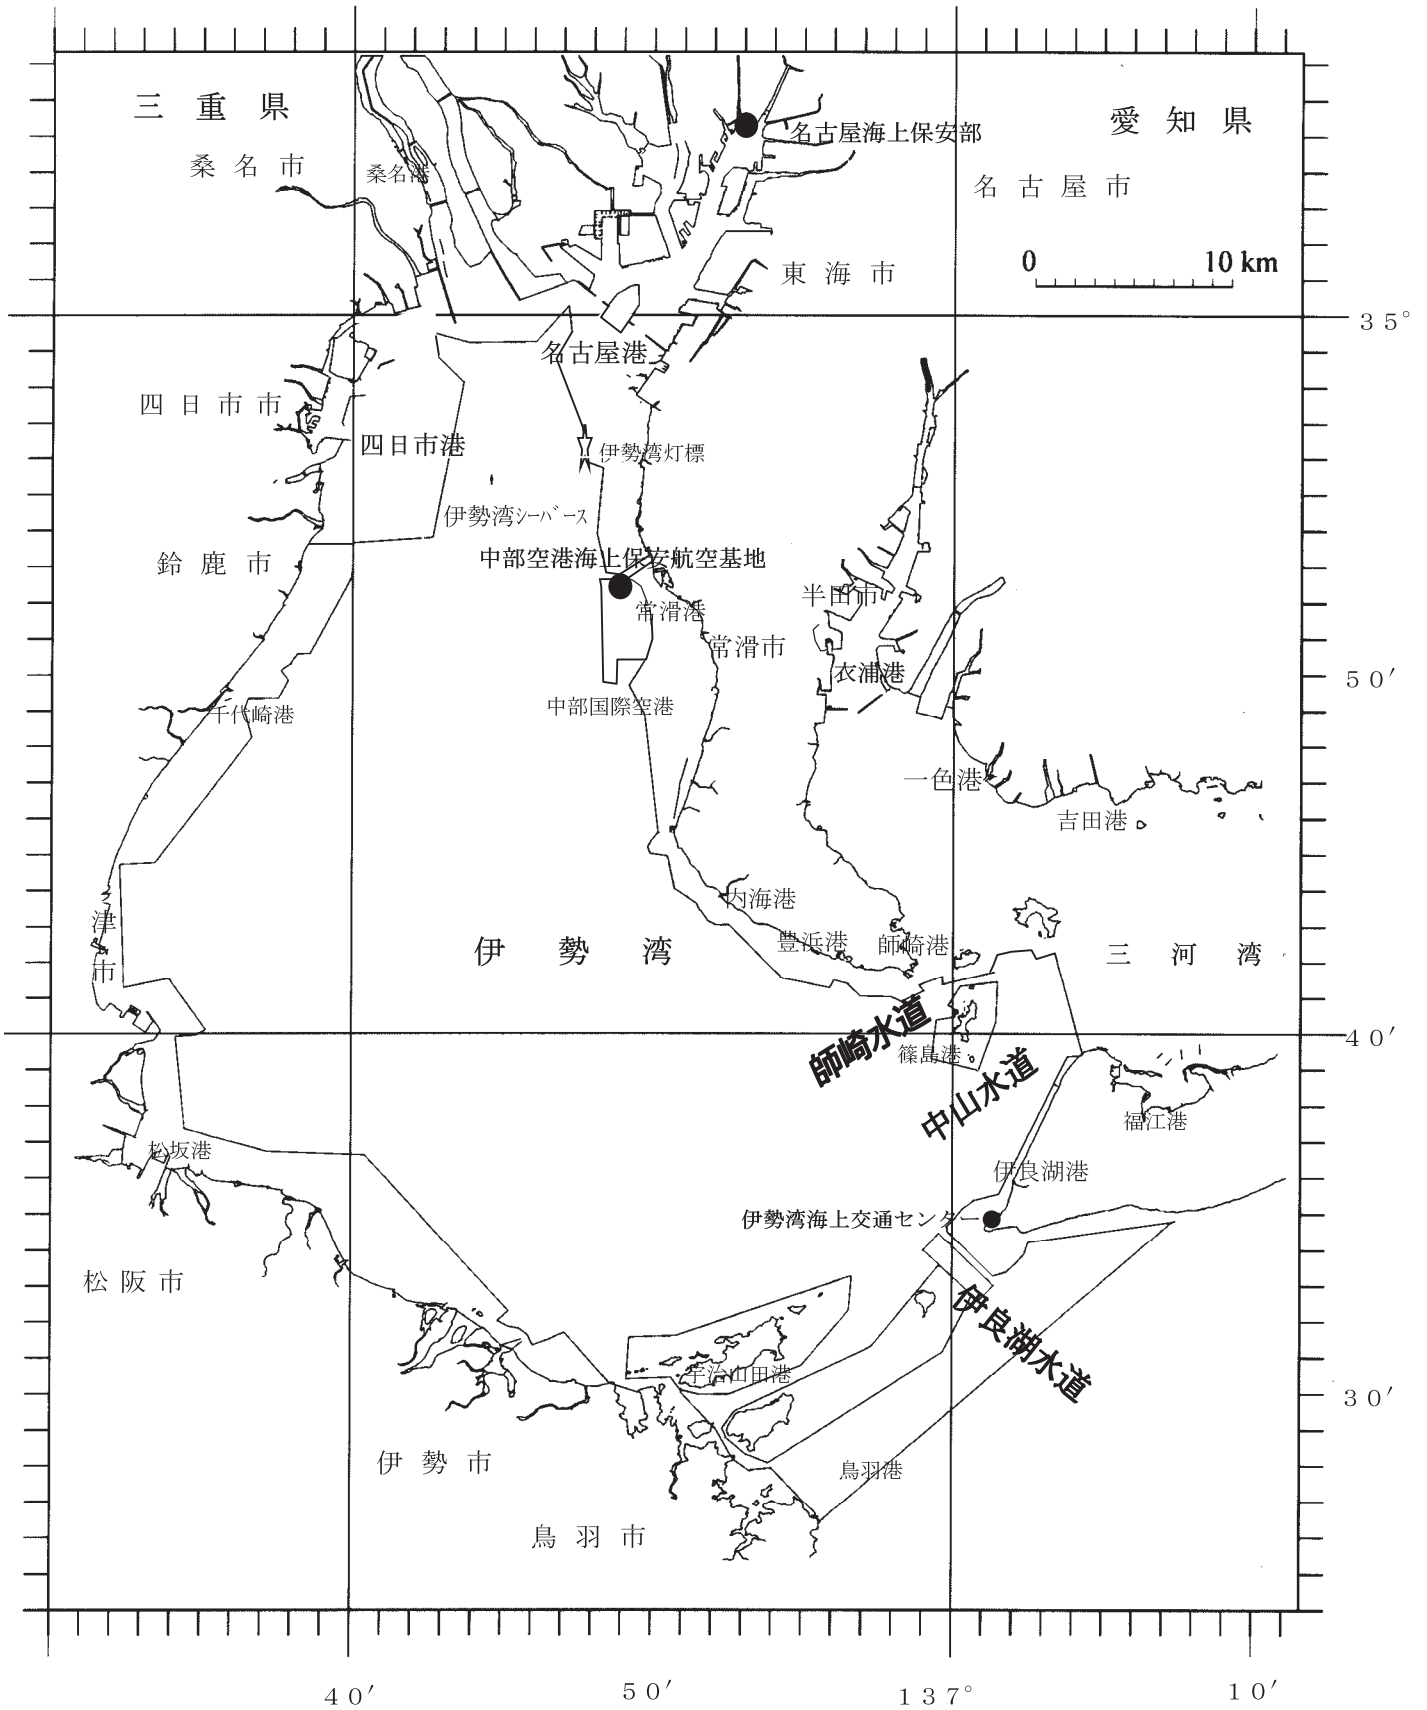 三重県
愛知県
名古屋海上保安部
桑名市
桑名港
名古屋市
0
10 km
東海市
35°
名古屋港
四日市市
四日市港
伊勢湾灯標
伊勢湾シーバース
中部空港海上保安航空基地
鈴鹿市
半田市
常滑港
常滑市
衣浦港
50′
中部国際空港
千代崎港
一色港
吉田港
内海港
津市
伊勢湾
豊浜港
師崎港
三河湾
師崎水道
40′
篠島港
中山水道
福江港
松坂港
伊良湖港
伊勢湾海上交通センター
松阪市
伊良湖水道
宇治山田港
30′
伊勢市
鳥羽港
鳥羽市
40′
50′
137°
10′